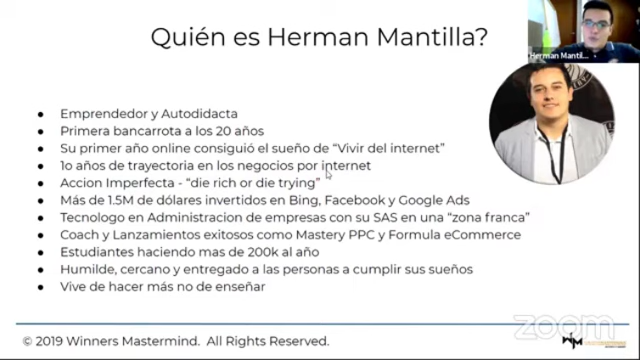 Quién es Herman Mantilla?
Herman Mantil...
Emprendedor y Autodidacta
Primera bancarrota a los 20 años
Su primer año online consiguió el sueño de “Vivir del internet”
1o años de trayectoria en los negocios por internet
Accion Imperfecta - “die rich or die trying”
Más de 1.5M de dólares invertidos en Bing, Facebook y Google Ads
Tecnologo en Administracion de empresas con su SAS en una “zona franca”
Coach y Lanzamientos exitosos como Mastery PPC y Formula eCommerce
Estudiantes haciendo mas de 200k al año
Humilde, cercano y entregado a las personas a cumplir sus sueños
Vive de hacer más no de enseñar
zoom
© 2019 Winners Mastermind. All Rights Reserved.